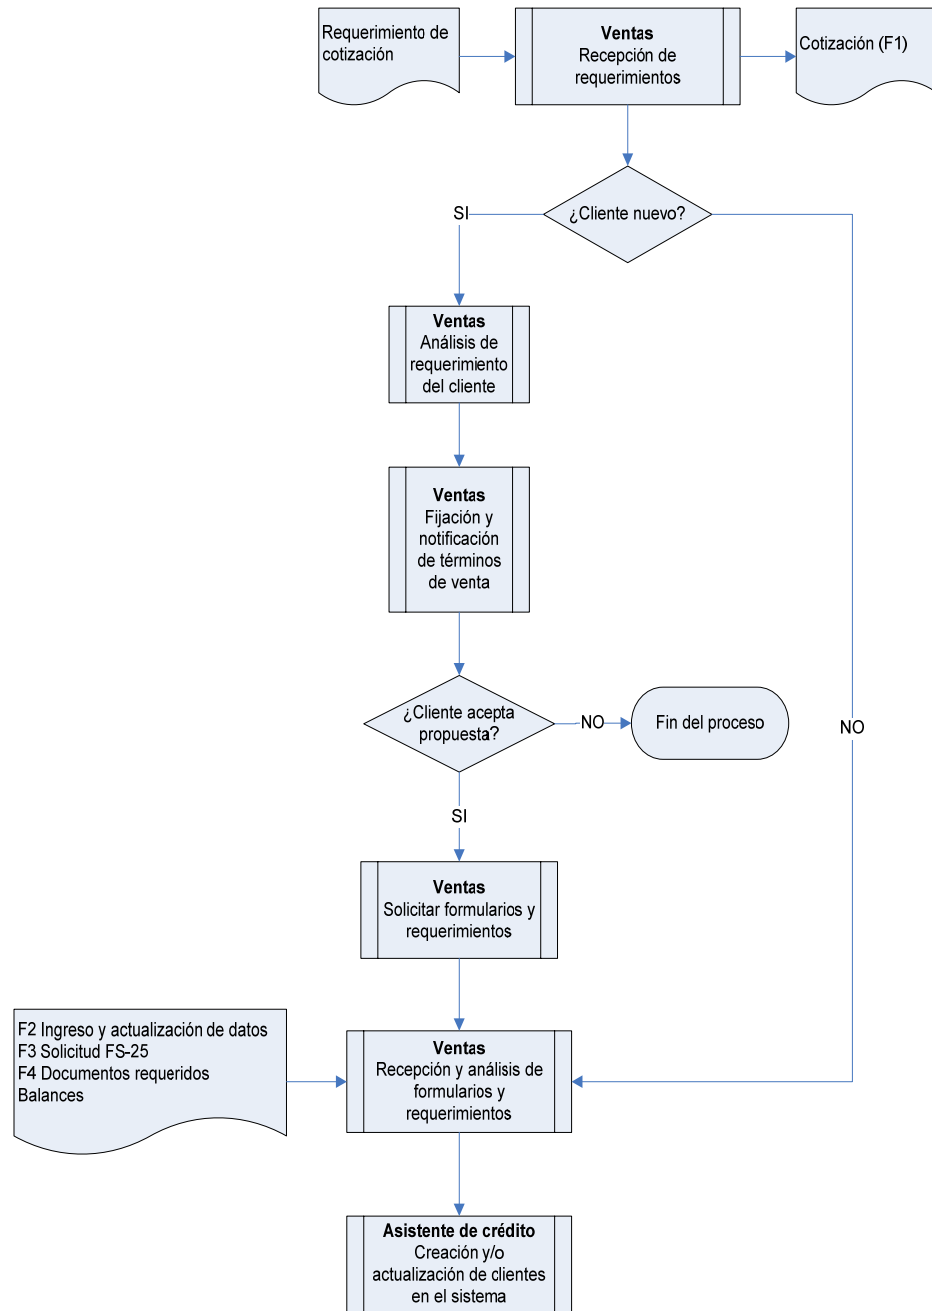 Requerimiento de
cotización
Ventas
Recepción de
requerimientos
Cotización (F1)
¿Cliente nuevo?
SI
Ventas
Análisis de
requerimiento
del cliente
Ventas
Fijación y
notificación
de términos
de venta
¿Cliente acepta
propuesta?
NO
Fin del proceso
NO
SI
Ventas
Solicitar formularios y
requerimientos
F2 Ingreso y actualización de datos
F3 Solicitud FS-25
F4 Documentos requeridos
Balances
Ventas
Recepción y análisis de
formularios y
requerimientos
Asistente de crédito
Creación y/o
actualización de clientes
en el sistema